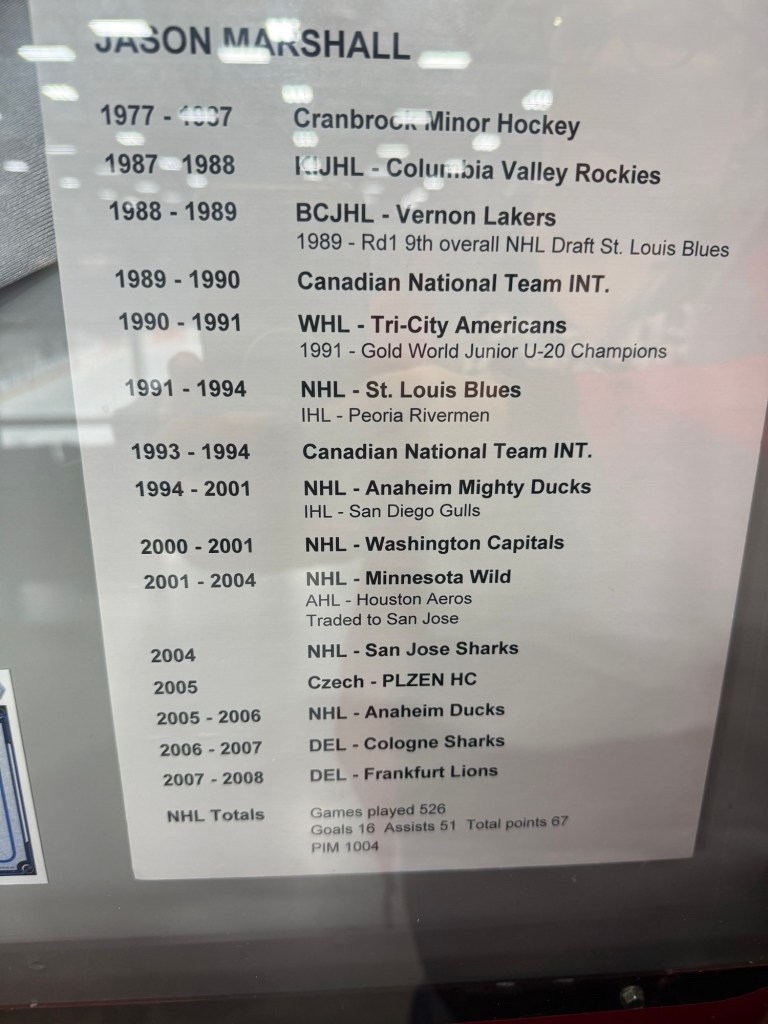 JASON MARSHALL
1977 - 1987 Cranbrook Minor Hockey
1987 - 1988 KIJHL - Columbia Valley Rockies
1988 - 1989 BCJHL - Vernon Lakers
1989 - Rd1 9th overall NHL Draft St. Louis Blues
1989 - 1990 Canadian National Team INT.
1990 - 1991 WHL - Tri-City Americans
1991 - Gold World Junior U-20 Champions
1991 - 1994 NHL - St. Louis Blues
IHL - Peoria Rivermen
1993 - 1994 Canadian National Team INT.
1994 - 2001 NHL - Anaheim Mighty Ducks
IHL - San Diego Gulls
2000 - 2001 NHL - Washington Capitals
2001 - 2004 NHL - Minnesota Wild
AHL - Houston Aeros
Traded to San Jose
2004 NHL - San Jose Sharks
2005 Czech - PLZEN HC
2005 - 2006 NHL - Anaheim Ducks
2006 - 2007 DEL - Cologne Sharks
2007 - 2008 DEL - Frankfurt Lions
NHL Totals Games played 526
Goals 16 Assists 51 Total points 67
PIM 1004